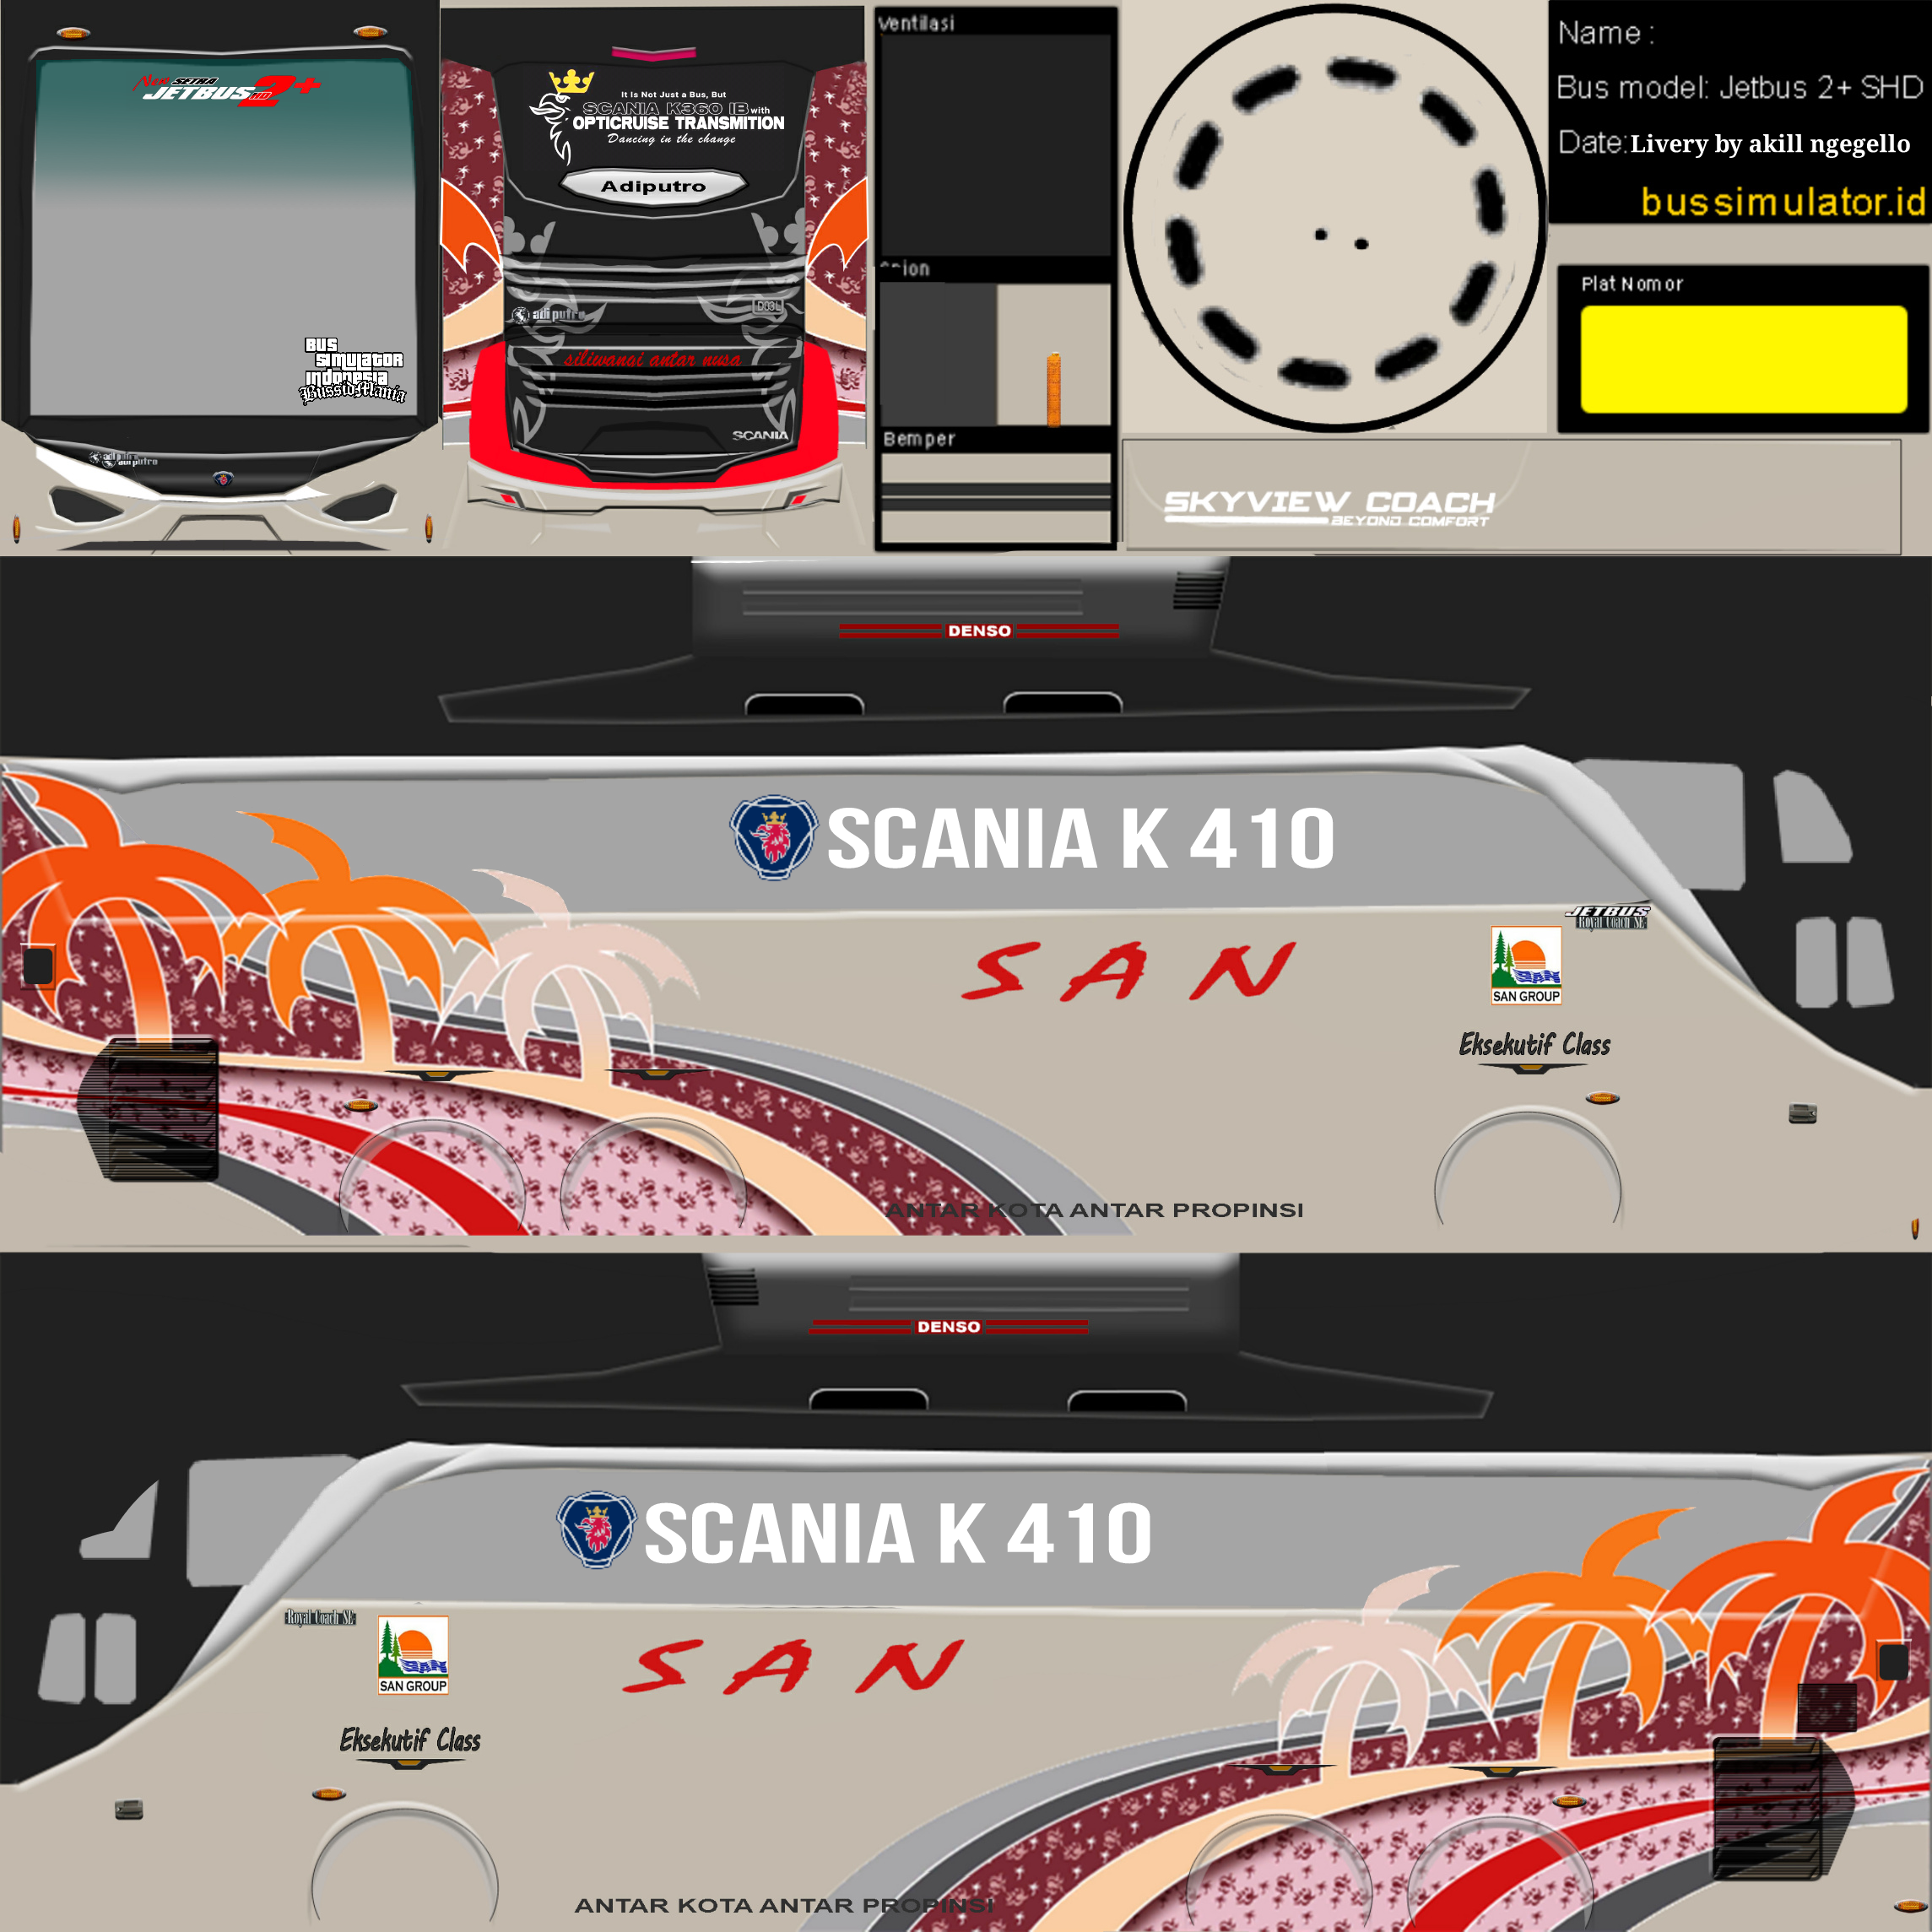 New SETRA
JETBUS HD 2+
BUS
SIMULATOR
INDONESIA
BussidMania
adiputro
adiputro
It Is Not Just a Bus, But
SCANIA K360 IB with
OPTICRUISE TRANSMITION
Dancing in the change
Adiputro
adiputro
siliwangi antar nusa
SCANIA
Ventilasi
Bemper
Name :
Bus model: Jetbus 2+ SHD
Date: Livery by akill ngegello
bussimulator.id
Plat Nomor
SKYVIEW COACH
BEYOND COMFORT
DENSO
SCANIA K 410
JETBUS
Royal Coach SE
SAN
SAN
SAN GROUP
Eksekutif Class
ANTAR KOTA ANTAR PROPINSI
DENSO
SCANIA K 410
Royal Coach SE
SAN
SAN GROUP
SAN
Eksekutif Class
ANTAR KOTA ANTAR PROPINSI